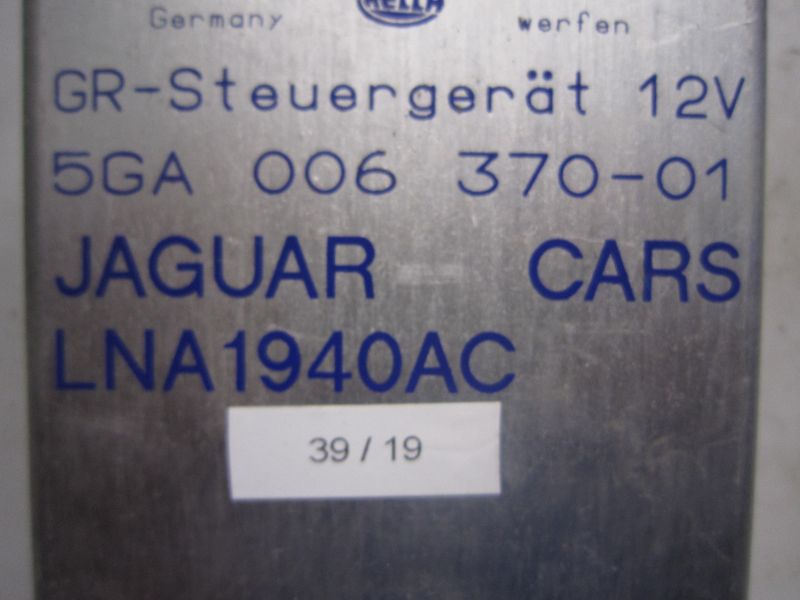 HELLA
Germany werfen
GR-Steuergerät 12V
5GA 006 370-01
JAGUAR CARS
LNA1940AC
39 / 19